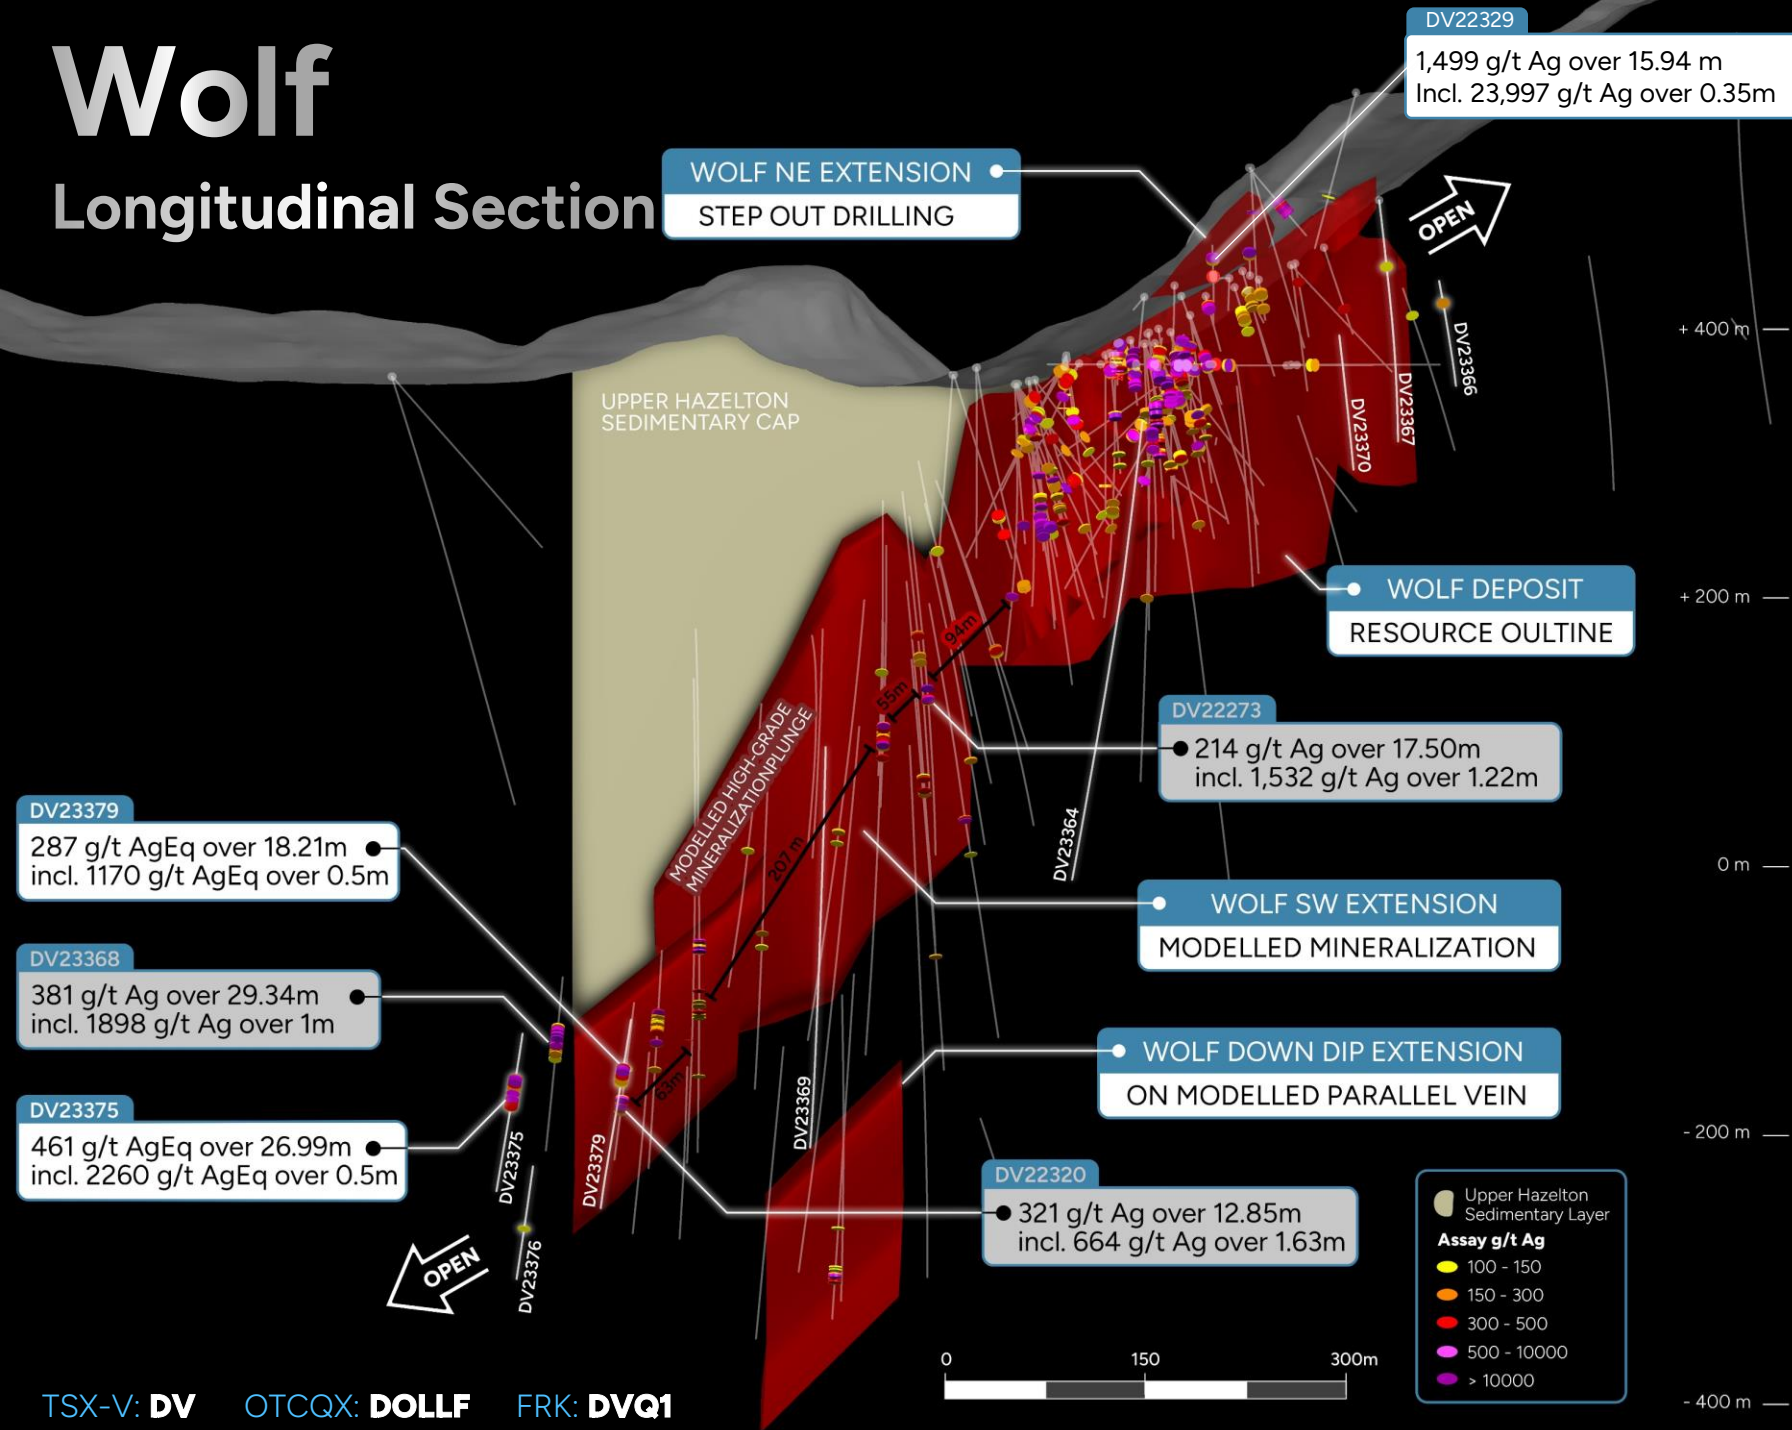 Wolf
Longitudinal Section
DV22329
1,499 g/t Ag over 15.94 m
Incl. 23,997 g/t Ag over 0.35m
WOLF NE EXTENSION
STEP OUT DRILLING
OPEN
DV23366
DV23367
DV23370
+ 400 m
UPPER HAZELTON
SEDIMENTARY CAP
WOLF DEPOSIT
RESOURCE OULTINE
+ 200 m
94m
55m
DV22273
214 g/t Ag over 17.50m
incl. 1,532 g/t Ag over 1.22m
MODELLED HIGH-GRADE
MINERALIZATIONPLUNGE
207 m
DV23364
0 m
DV23379
287 g/t AgEq over 18.21m
incl. 1170 g/t AgEq over 0.5m
WOLF SW EXTENSION
MODELLED MINERALIZATION
DV23368
381 g/t Ag over 29.34m
incl. 1898 g/t Ag over 1m
WOLF DOWN DIP EXTENSION
ON MODELLED PARALLEL VEIN
63m
DV23375
461 g/t AgEq over 26.99m
incl. 2260 g/t AgEq over 0.5m
DV23375
DV23379
DV23369
- 200 m
DV22320
321 g/t Ag over 12.85m
incl. 664 g/t Ag over 1.63m
DV23376
OPEN
Upper Hazelton
Sedimentary Layer
Assay g/t Ag
100 - 150
150 - 300
300 - 500
500 - 10000
> 10000
0 150 300m
- 400 m
TSX-V: DV OTCQX: DOLLF FRK: DVQ1